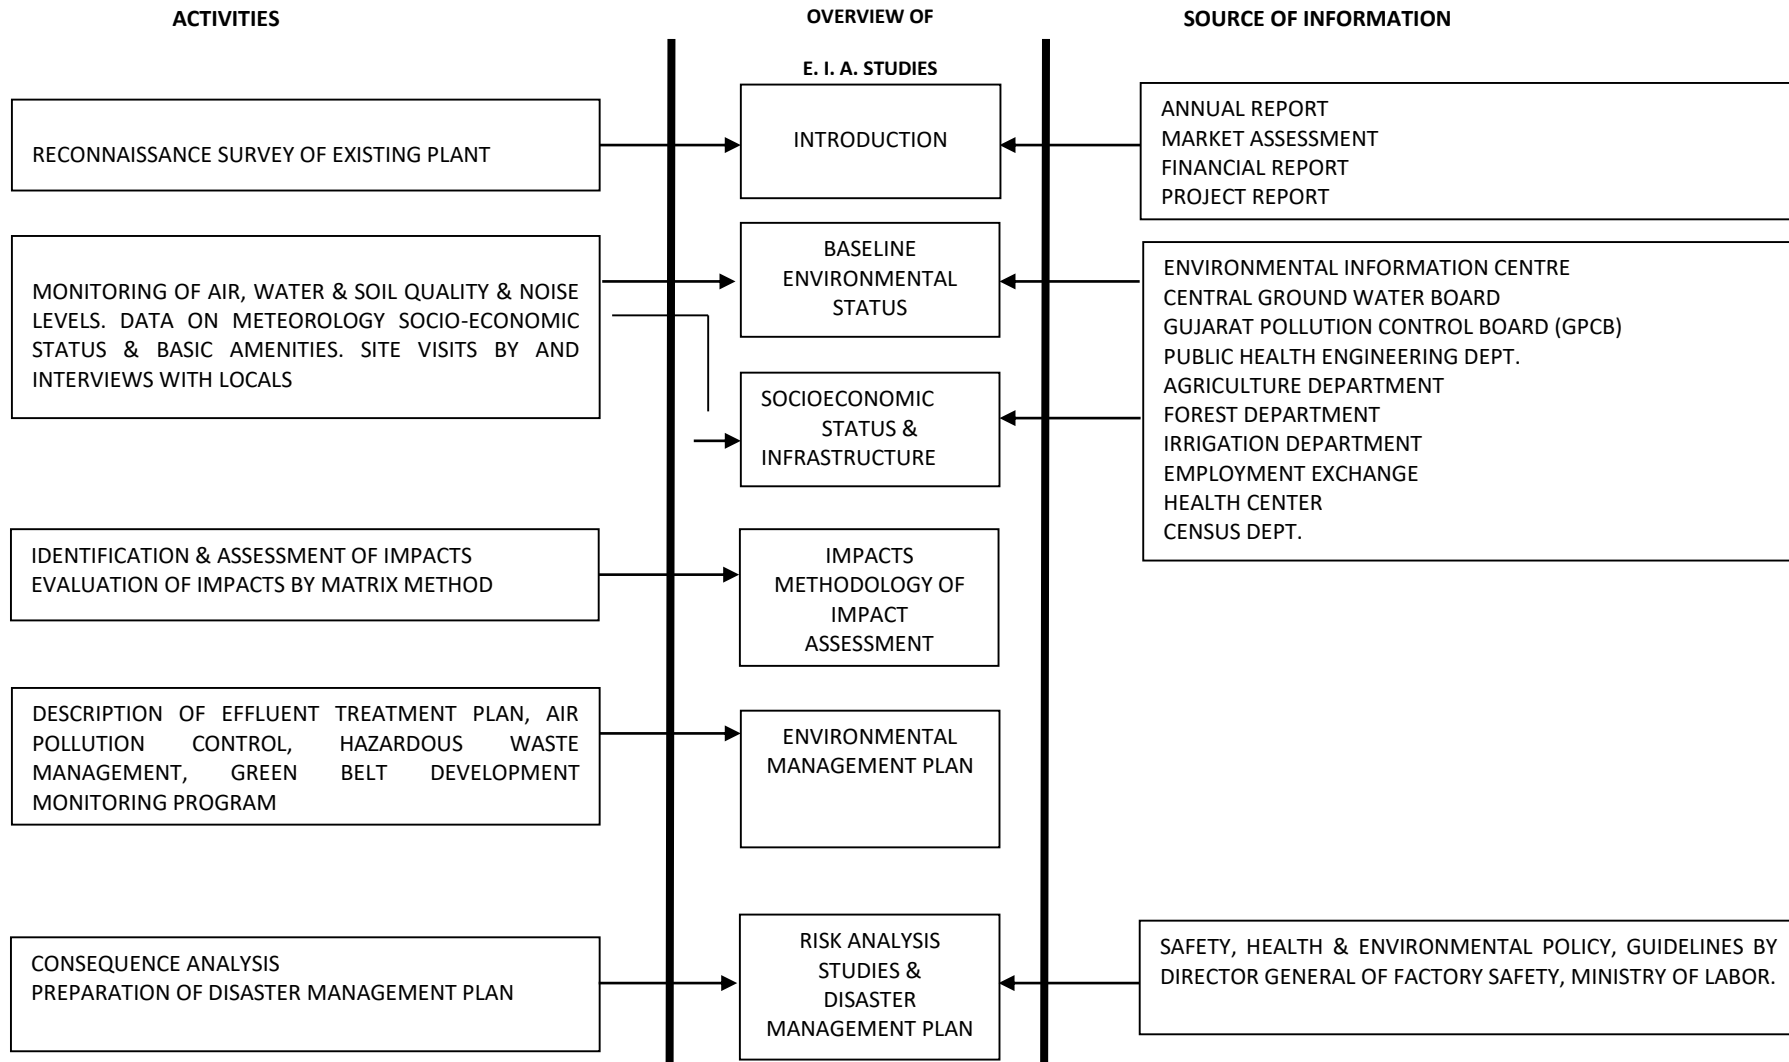 ACTIVITIES
OVERVIEW OF
E. I. A. STUDIES
SOURCE OF INFORMATION
RECONNAISSANCE SURVEY OF EXISTING PLANT
INTRODUCTION
ANNUAL REPORT
MARKET ASSESSMENT
FINANCIAL REPORT
PROJECT REPORT
MONITORING OF AIR, WATER & SOIL QUALITY & NOISE
LEVELS. DATA ON METEOROLOGY SOCIO-ECONOMIC
STATUS & BASIC AMENITIES. SITE VISITS BY AND
INTERVIEWS WITH LOCALS
BASELINE
ENVIRONMENTAL
STATUS
SOCIOECONOMIC
STATUS &
INFRASTRUCTURE
ENVIRONMENTAL INFORMATION CENTRE
CENTRAL GROUND WATER BOARD
GUJARAT POLLUTION CONTROL BOARD (GPCB)
PUBLIC HEALTH ENGINEERING DEPT.
AGRICULTURE DEPARTMENT
FOREST DEPARTMENT
IRRIGATION DEPARTMENT
EMPLOYMENT EXCHANGE
HEALTH CENTER
CENSUS DEPT.
IDENTIFICATION & ASSESSMENT OF IMPACTS
EVALUATION OF IMPACTS BY MATRIX METHOD
IMPACTS
METHODOLOGY OF
IMPACT
ASSESSMENT
DESCRIPTION OF EFFLUENT TREATMENT PLAN, AIR
POLLUTION CONTROL, HAZARDOUS WASTE
MANAGEMENT, GREEN BELT DEVELOPMENT
MONITORING PROGRAM
ENVIRONMENTAL
MANAGEMENT PLAN
CONSEQUENCE ANALYSIS
PREPARATION OF DISASTER MANAGEMENT PLAN
RISK ANALYSIS
STUDIES &
DISASTER
MANAGEMENT PLAN
SAFETY, HEALTH & ENVIRONMENTAL POLICY, GUIDELINES BY
DIRECTOR GENERAL OF FACTORY SAFETY, MINISTRY OF LABOR.